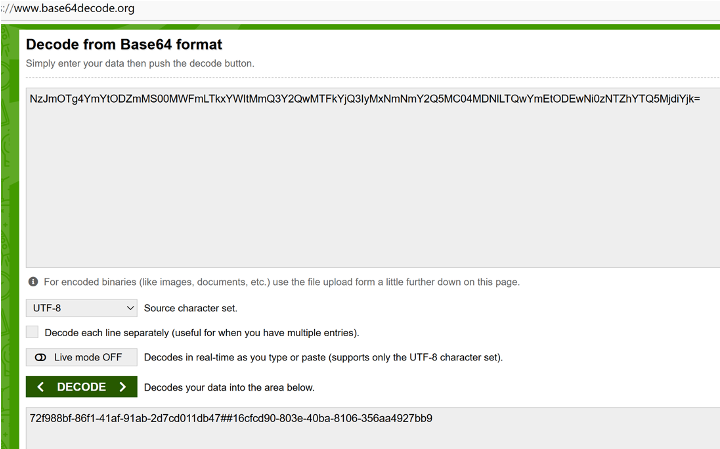 ://www.base64decode.org
Decode from Base64 format
Simply enter your data then push the decode button.
NzJmOTg4YmYtODZmMS00MWFmLTkxYWItMmQ3Y2QwMTFkYjQ3IyMxNmNmY2Q5MC04MDNlLTQwYmEtODEwNi0zNTZhYTQ5MjdiYjk=
For encoded binaries (like images, documents, etc.) use the file upload form a little further down on this page.
UTF-8 Source character set.
Decode each line separately (useful for when you have multiple entries).
Live mode OFF Decodes in real-time as you type or paste (supports only the UTF-8 character set).
DECODE Decodes your data into the area below.
72f988bf-86f1-41af-91ab-2d7cd011db47##16cfcd90-803e-40ba-8106-356aa4927bb9